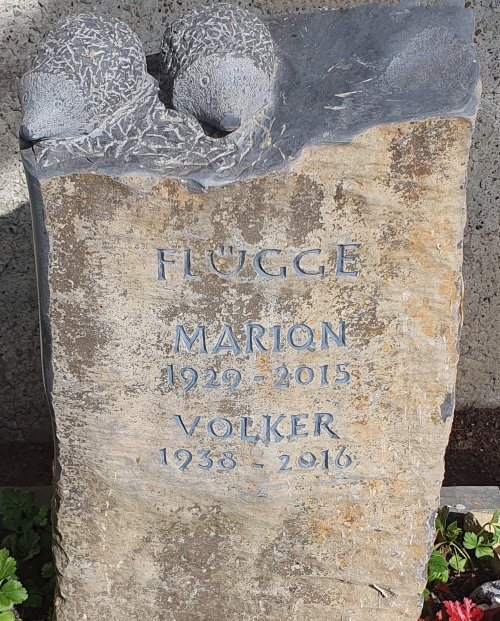 FLÜGGE
MARION
1929 - 2015
VOLKER
1938 - 2016